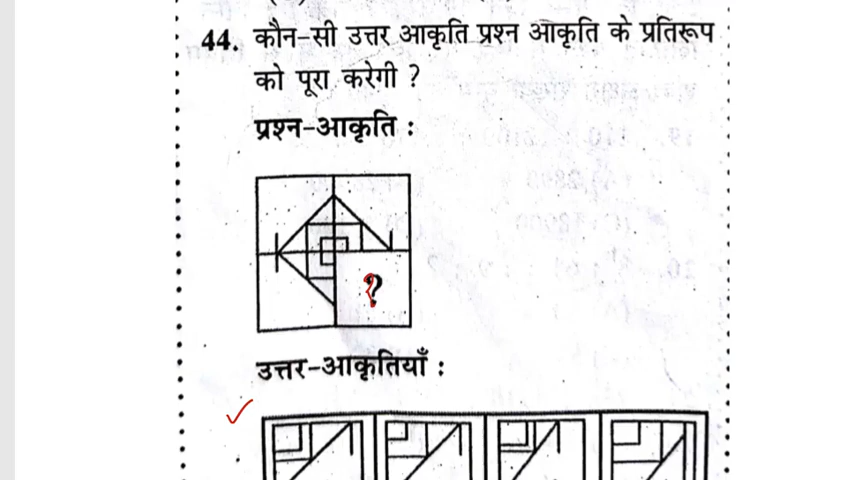 44. कौन-सी उत्तर आकृति प्रश्न आकृति के प्रतिरूप
को पूरा करेगी ?
प्रश्न-आकृति :
?
उत्तर-आकृतियाँ :